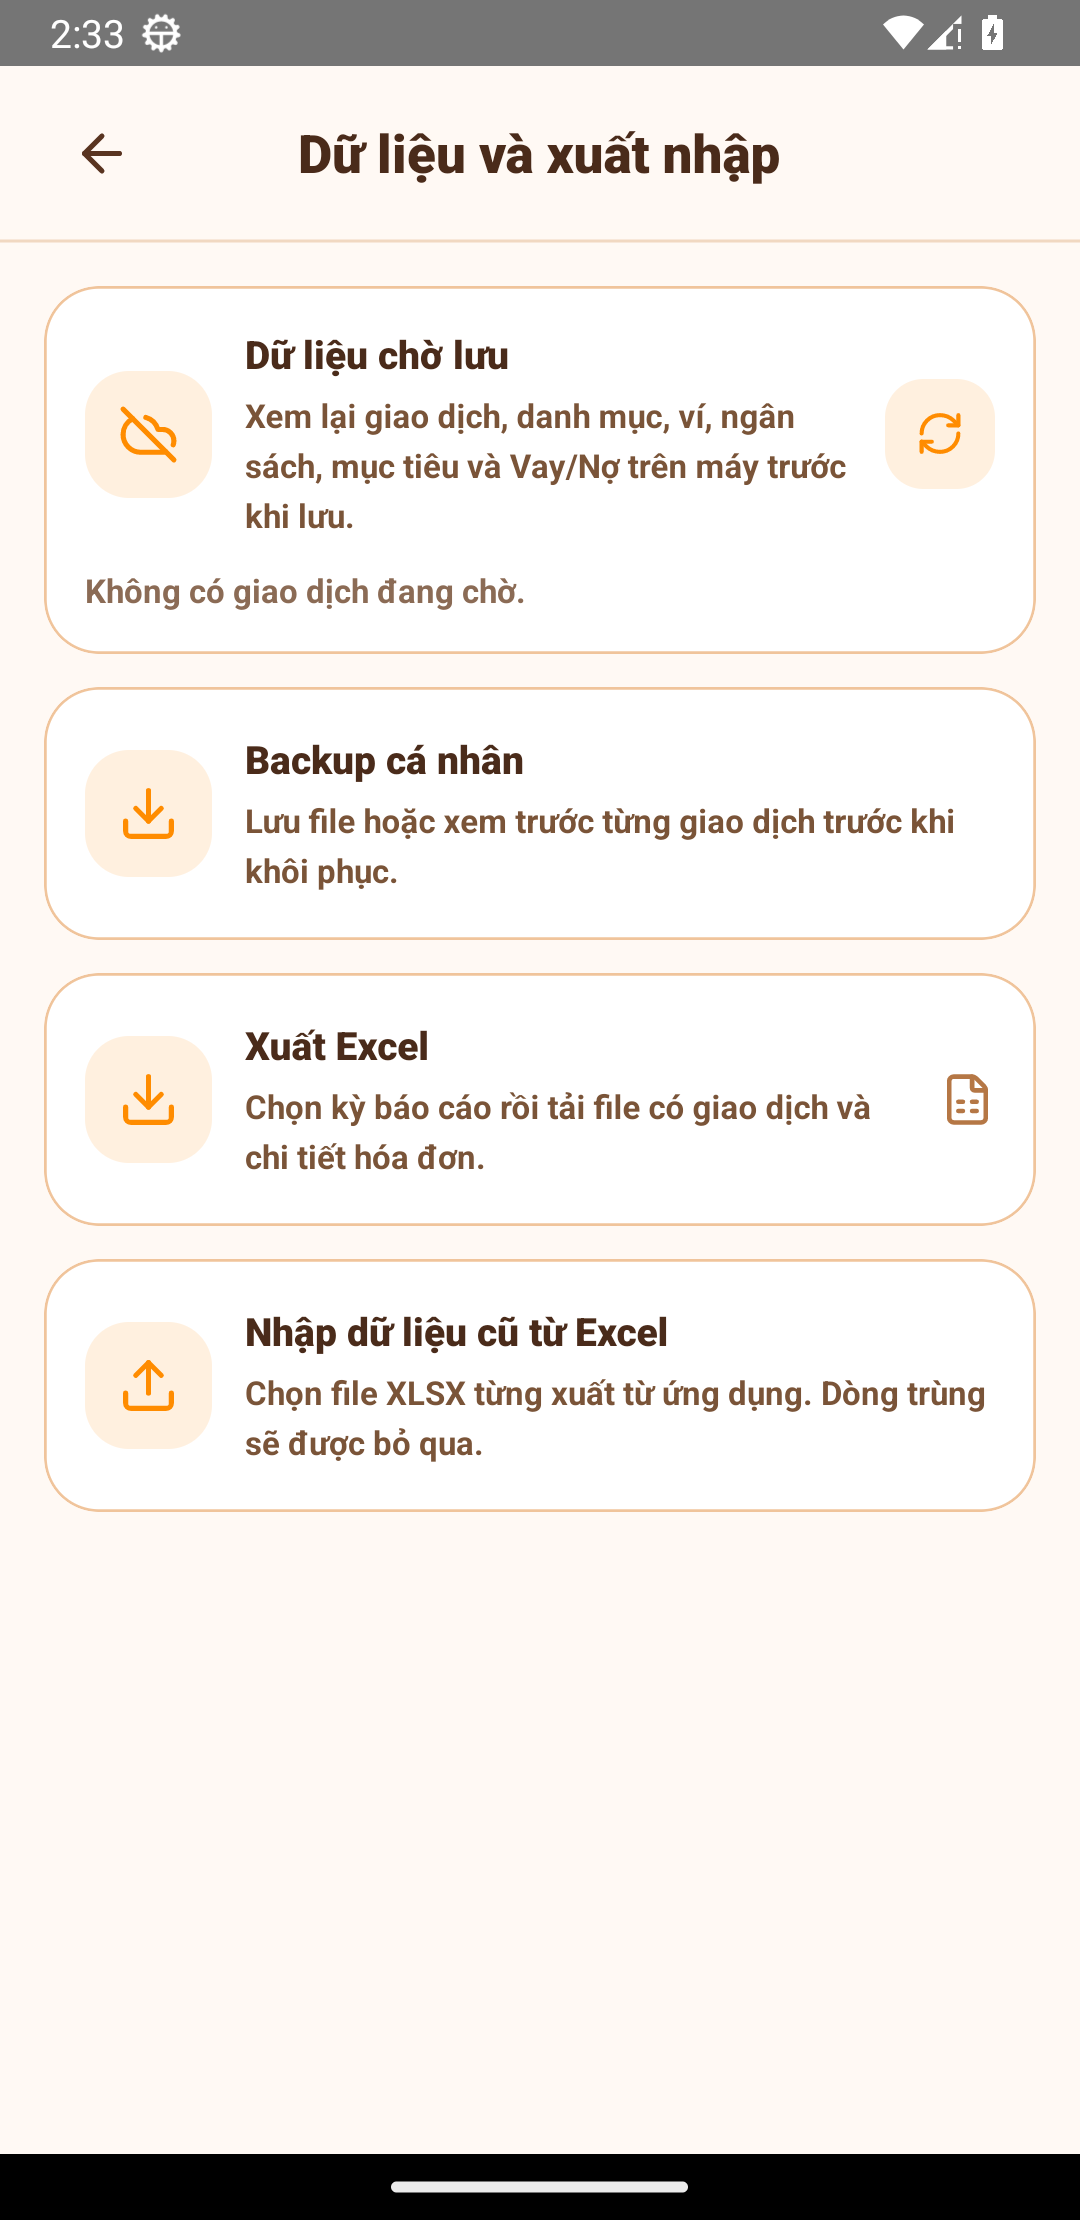 2:33
Dữ liệu và xuất nhập
Dữ liệu chờ lưu
Xem lại giao dịch, danh mục, ví, ngân
sách, mục tiêu và Vay/Nợ trên máy trước
khi lưu.
Không có giao dịch đang chờ.
Backup cá nhân
Lưu file hoặc xem trước từng giao dịch trước khi
khôi phục.
Xuất Excel
Chọn kỳ báo cáo rồi tải file có giao dịch và
chi tiết hóa đơn.
Nhập dữ liệu cũ từ Excel
Chọn file XLSX từng xuất từ ứng dụng. Dòng trùng
sẽ được bỏ qua.